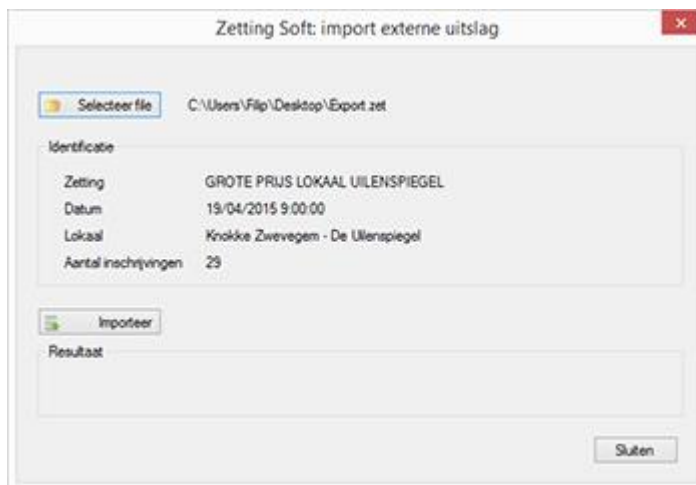 Zetting Soft: import externe uitslag
Selecteer file C:\Users\Filip\Desktop\Export.zet
Identificatie
Zetting GROTE PRIJS LOKAAL UILENSPIEGEL
Datum 19/04/2015 9:00:00
Lokaal Knokke Zwevegem - De Uilenspiegel
Aantal inschrijvingen 29
Importeer
Resultaat
Sluiten